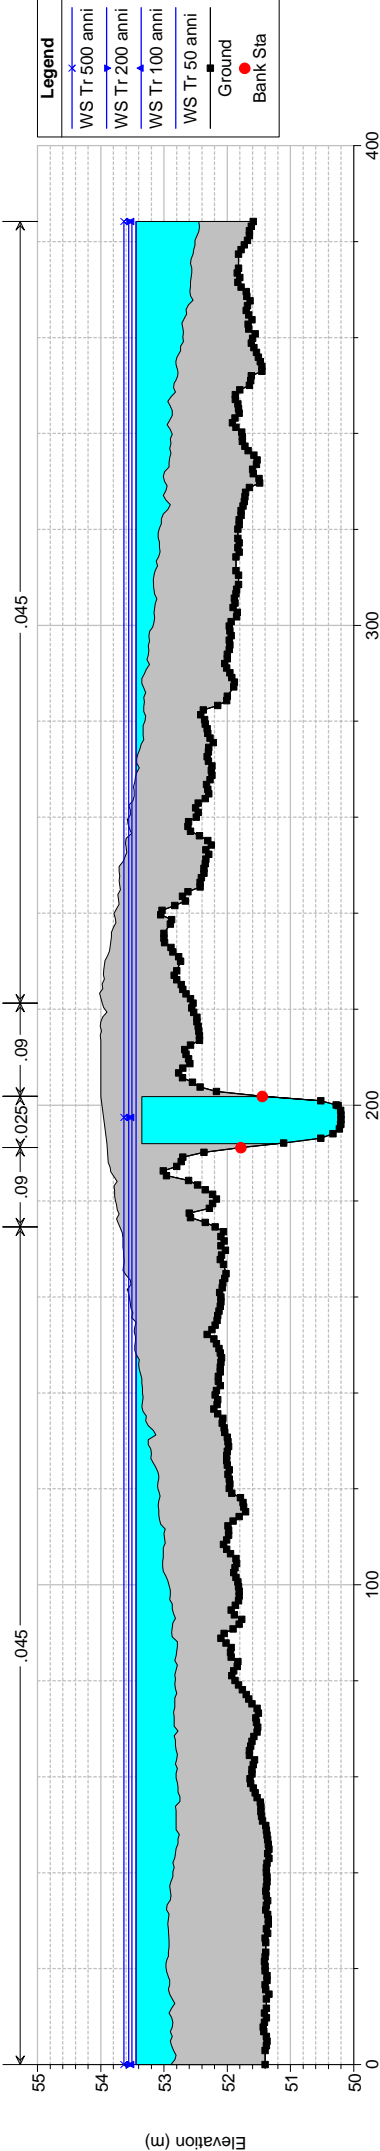 .045
.09
.025
.09
.045
Legend
WS Tr 500 anni
WS Tr 200 anni
WS Tr 100 anni
WS Tr 50 anni
Ground
Bank Sta
55
54
53
52
51
50
Elevation (m)
0
100
200
300
400